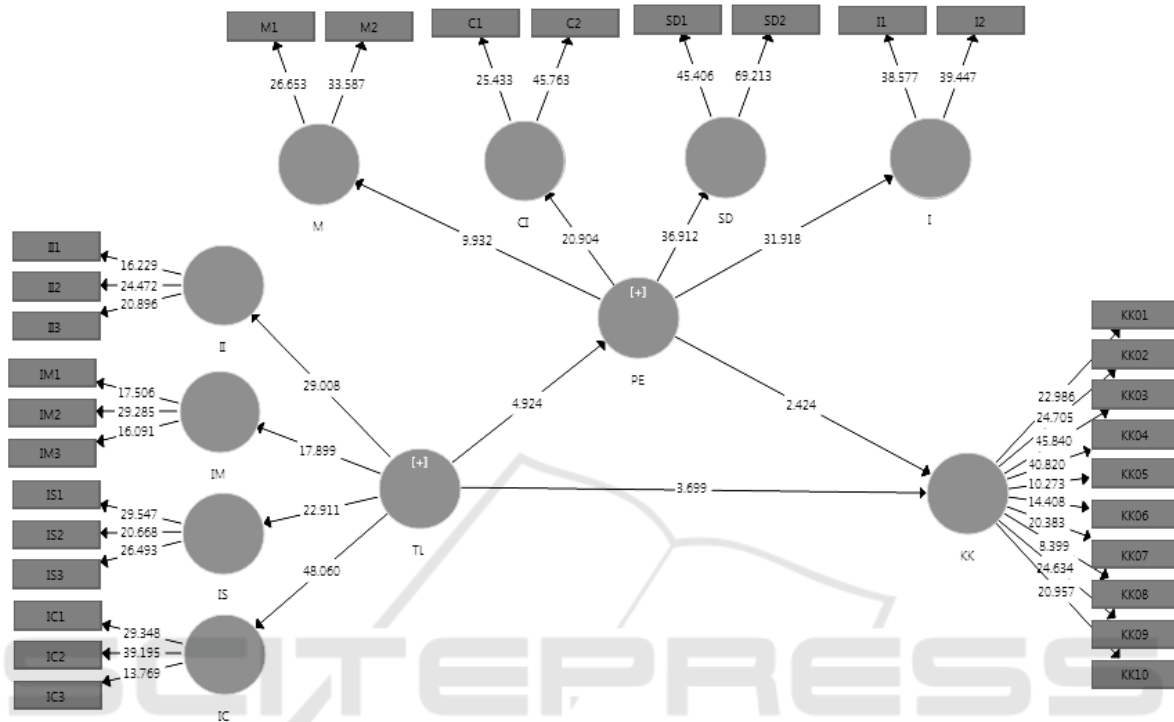 M1 M2 C1 C2 SD1 SD2 I1 I2
26.653 33.587 25.433 45.763 45.406 69.213 38.577 39.447
M CI SD I
9.932 20.904 36.912 31.918
II1
16.229
II2
24.472
20.896
II3
II
[+]
PE
29.008
4.924
2.424
IM1
17.506
IM2
29.285
16.091
IM3
IM
17.899
[+]
TL
3.699
IS1
29.547
IS2
20.668
26.493
IS3
IS
22.911
48.060
IC1
29.348
IC2
39.195
13.769
IC3
IC
KK
KK01
KK02
22.986
KK03
24.705
45.840
KK04
40.820
KK05
10.273
14.408
KK06
20.383
8.399
KK07
24.634
20.957
KK08
KK09
KK10
SCITEPRESS